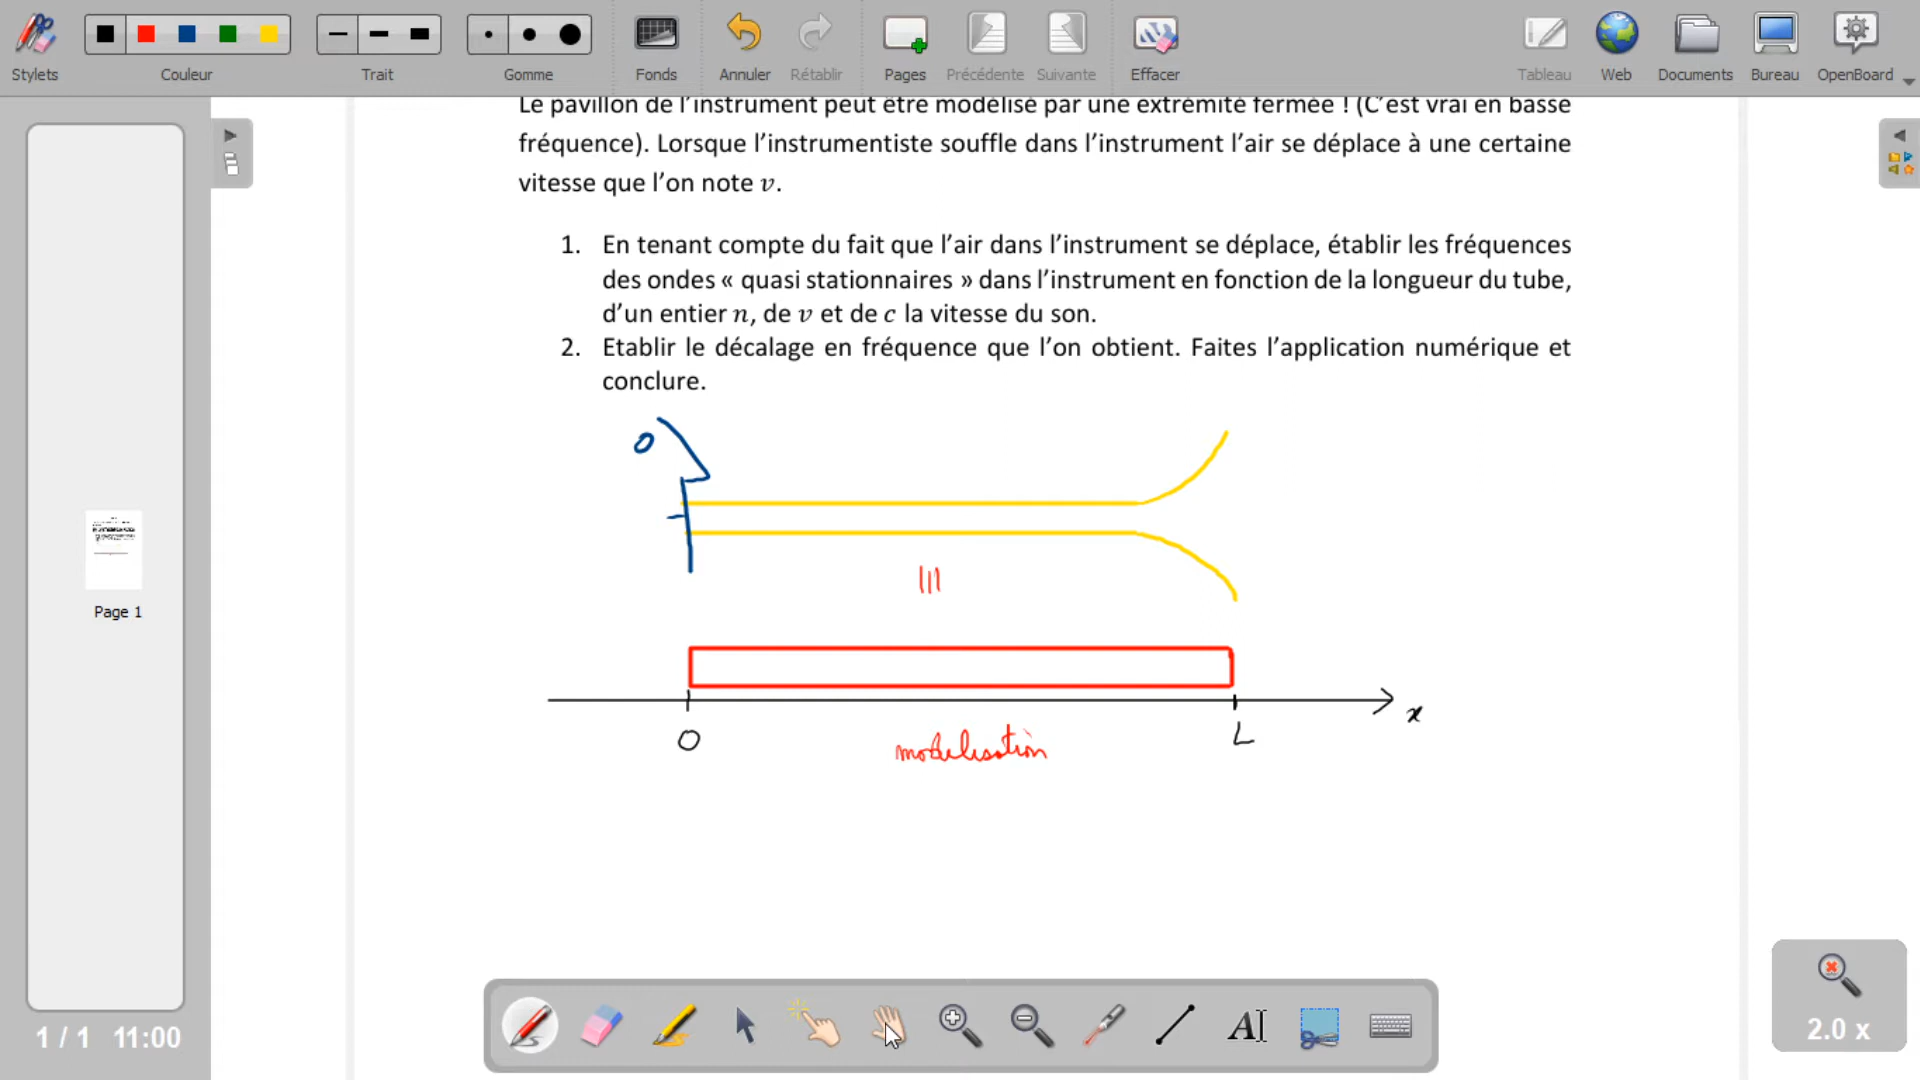 Stylets
Couleur
Trait
Gomme
Fonds
Annuler
Rétablir
Pages
Précédente
Suivante
Effacer
Tableau
Web
Documents
Bureau
OpenBoard
Le pavillon de l'instrument peut être modélisé par une extrémité fermée ! (C'est vrai en basse
fréquence). Lorsque l'instrumentiste souffle dans l'instrument l'air se déplace à une certaine
vitesse que l'on note v.
1. En tenant compte du fait que l'air dans l'instrument se déplace, établir les fréquences
des ondes « quasi stationnaires » dans l'instrument en fonction de la longueur du tube,
d'un entier n, de v et de c la vitesse du son.
2. Etablir le décalage en fréquence que l'on obtient. Faites l'application numérique et
conclure.
O
L
x
modélisation
Page 1
1 / 1 11:00
2.0 x